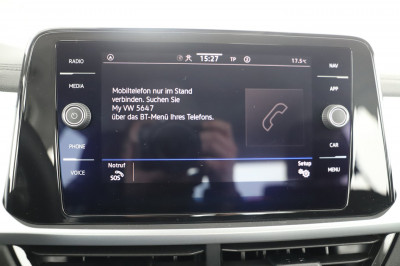 RADIO
MEDIA
PHONE
VOICE
15:27
TP
17.5°C
Mobiltelefon nur im Stand
verbinden. Suchen Sie
My VW 5647
über das BT-Menü Ihres Telefons.
Notruf
SOS
Setup
NAV
APP
CAR
MENU